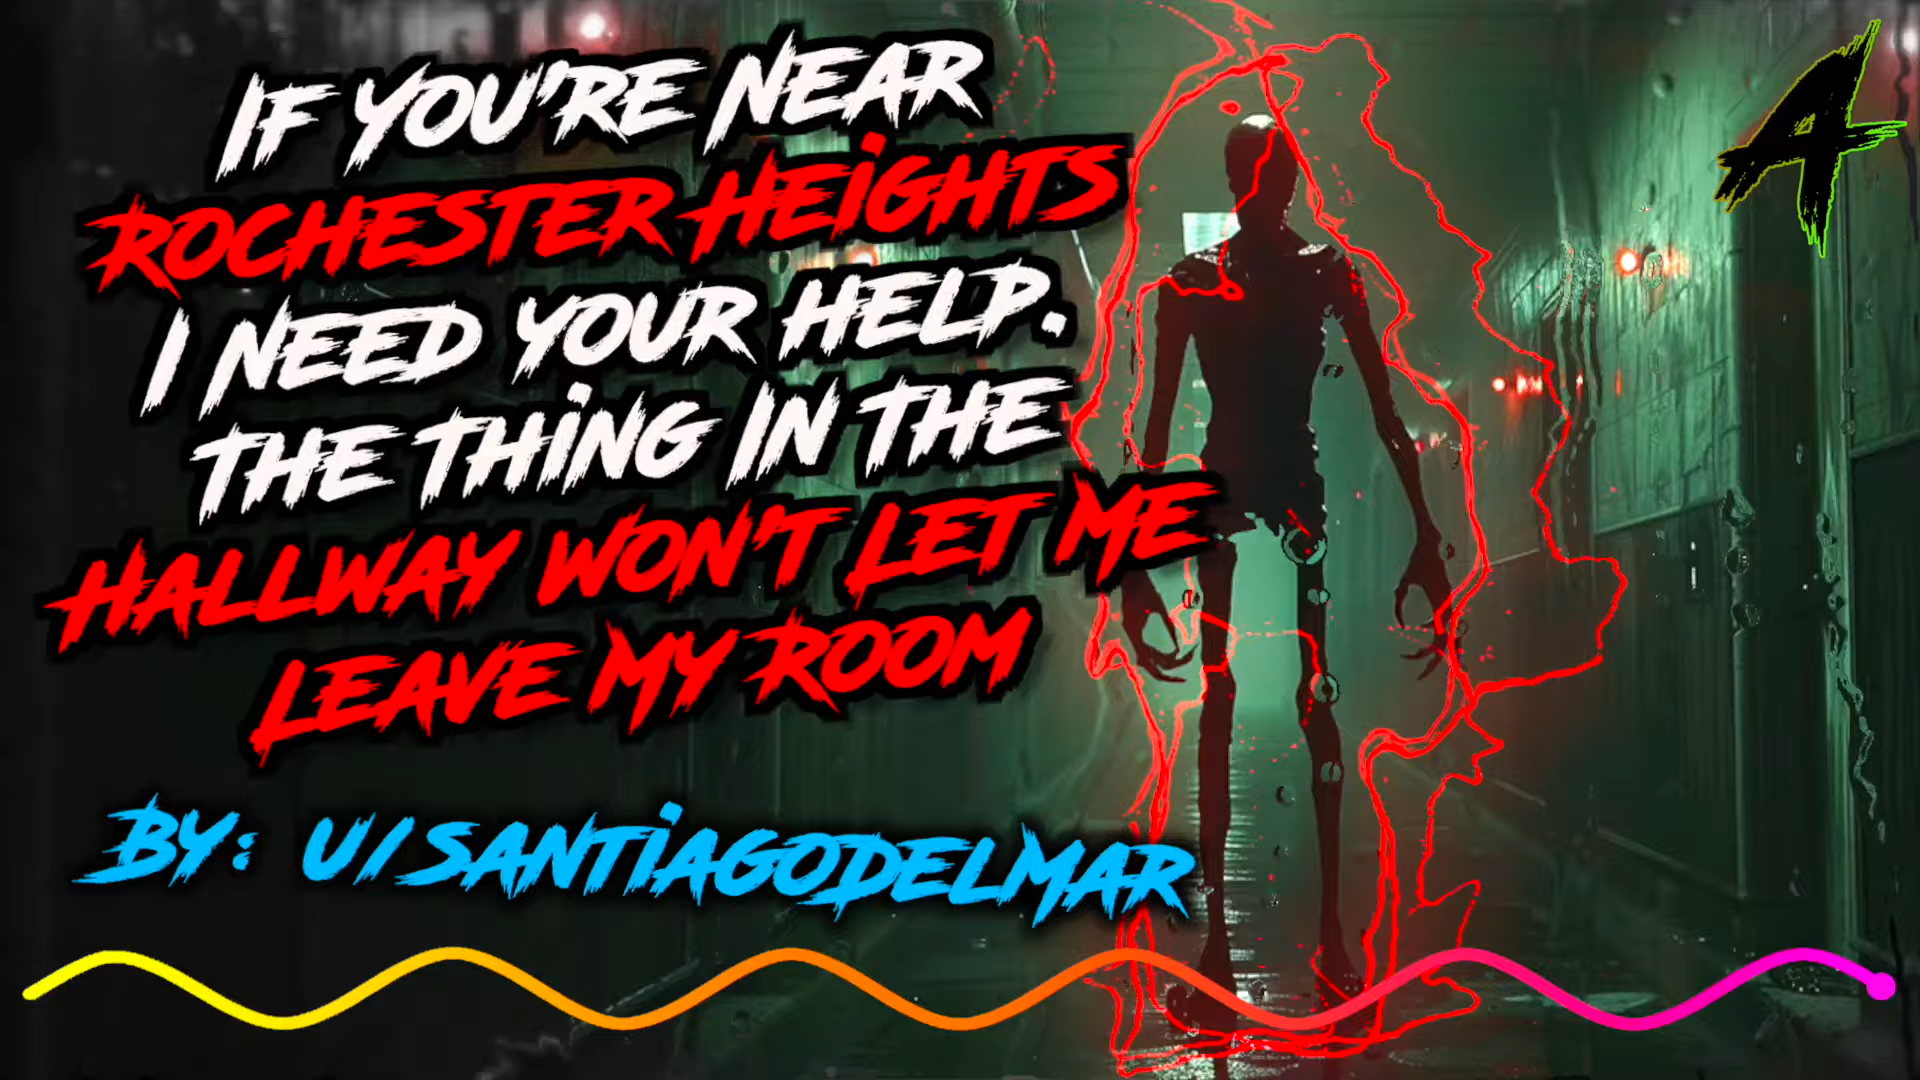 IF YOU'RE NEAR
ROCHESTER HEIGHTS
I NEED YOUR HELP.
THE THING IN THE
HALLWAY WON'T LET ME
LEAVE MY ROOM
BY: U/SANTIAGODELMAR
A